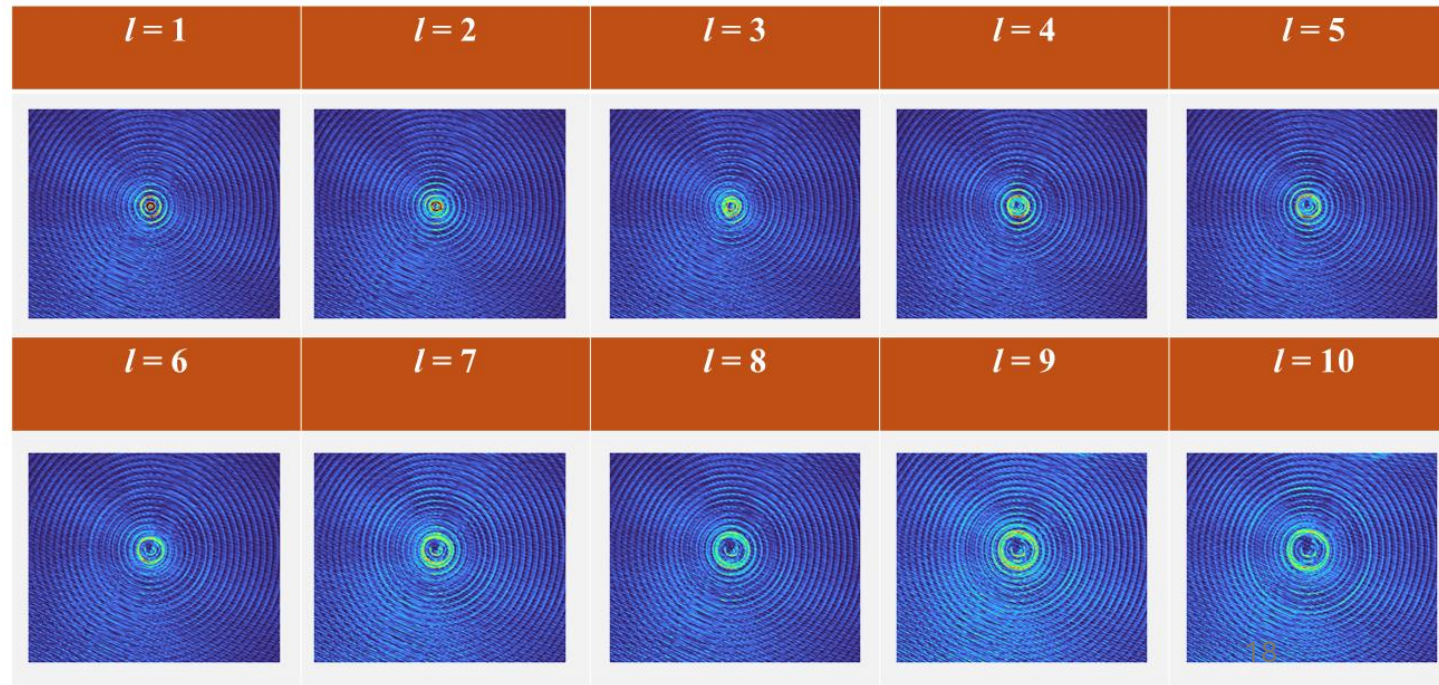 l = 1
l = 2
l = 3
l = 4
l = 5
l = 6
l = 7
l = 8
l = 9
l = 10
18